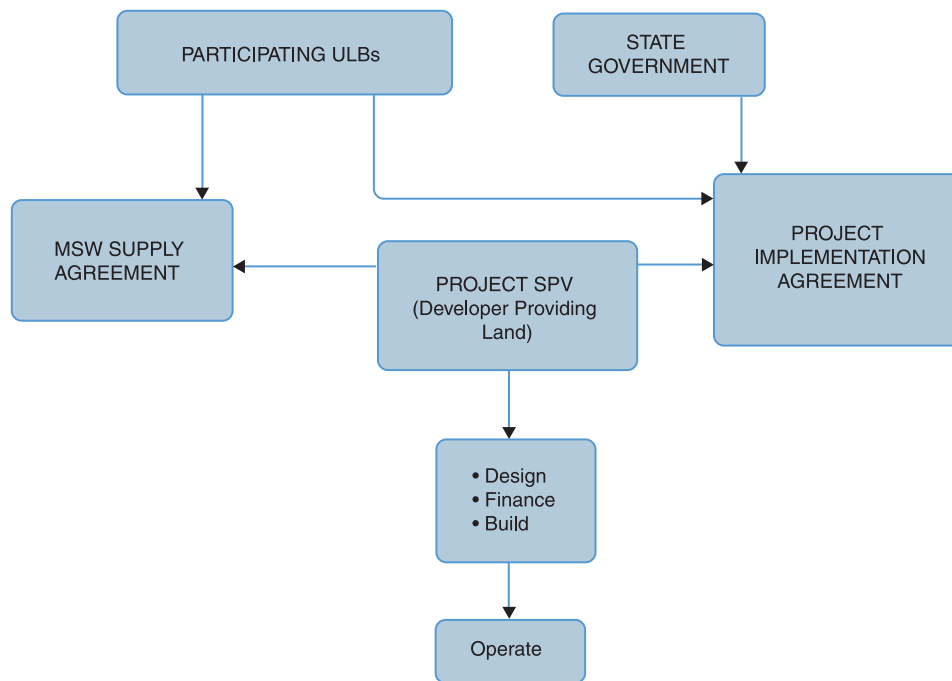 PARTICIPATING ULBs
STATE
GOVERNMENT
MSW SUPPLY
AGREEMENT
PROJECT SPV
(Developer Providing
Land)
PROJECT
IMPLEMENTATION
AGREEMENT
• Design
• Finance
• Build
Operate